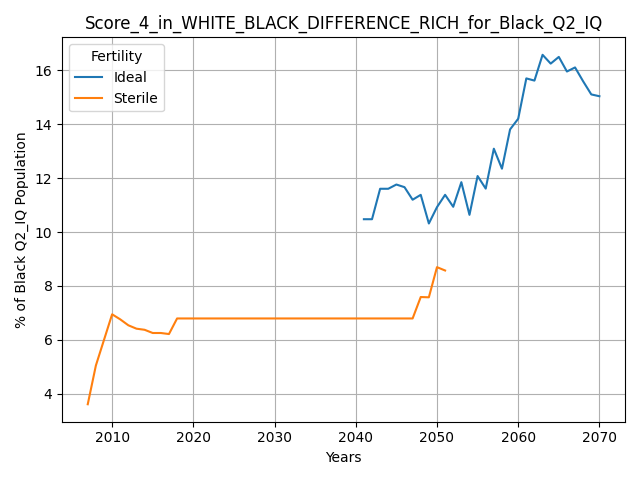 Score_4_in_WHITE_BLACK_DIFFERENCE_RICH_for_Black_Q2_IQ
Fertility
Ideal
Sterile
% of Black Q2_IQ Population
16
14
12
10
8
6
4
2010 2020 2030 2040 2050 2060 2070
Years